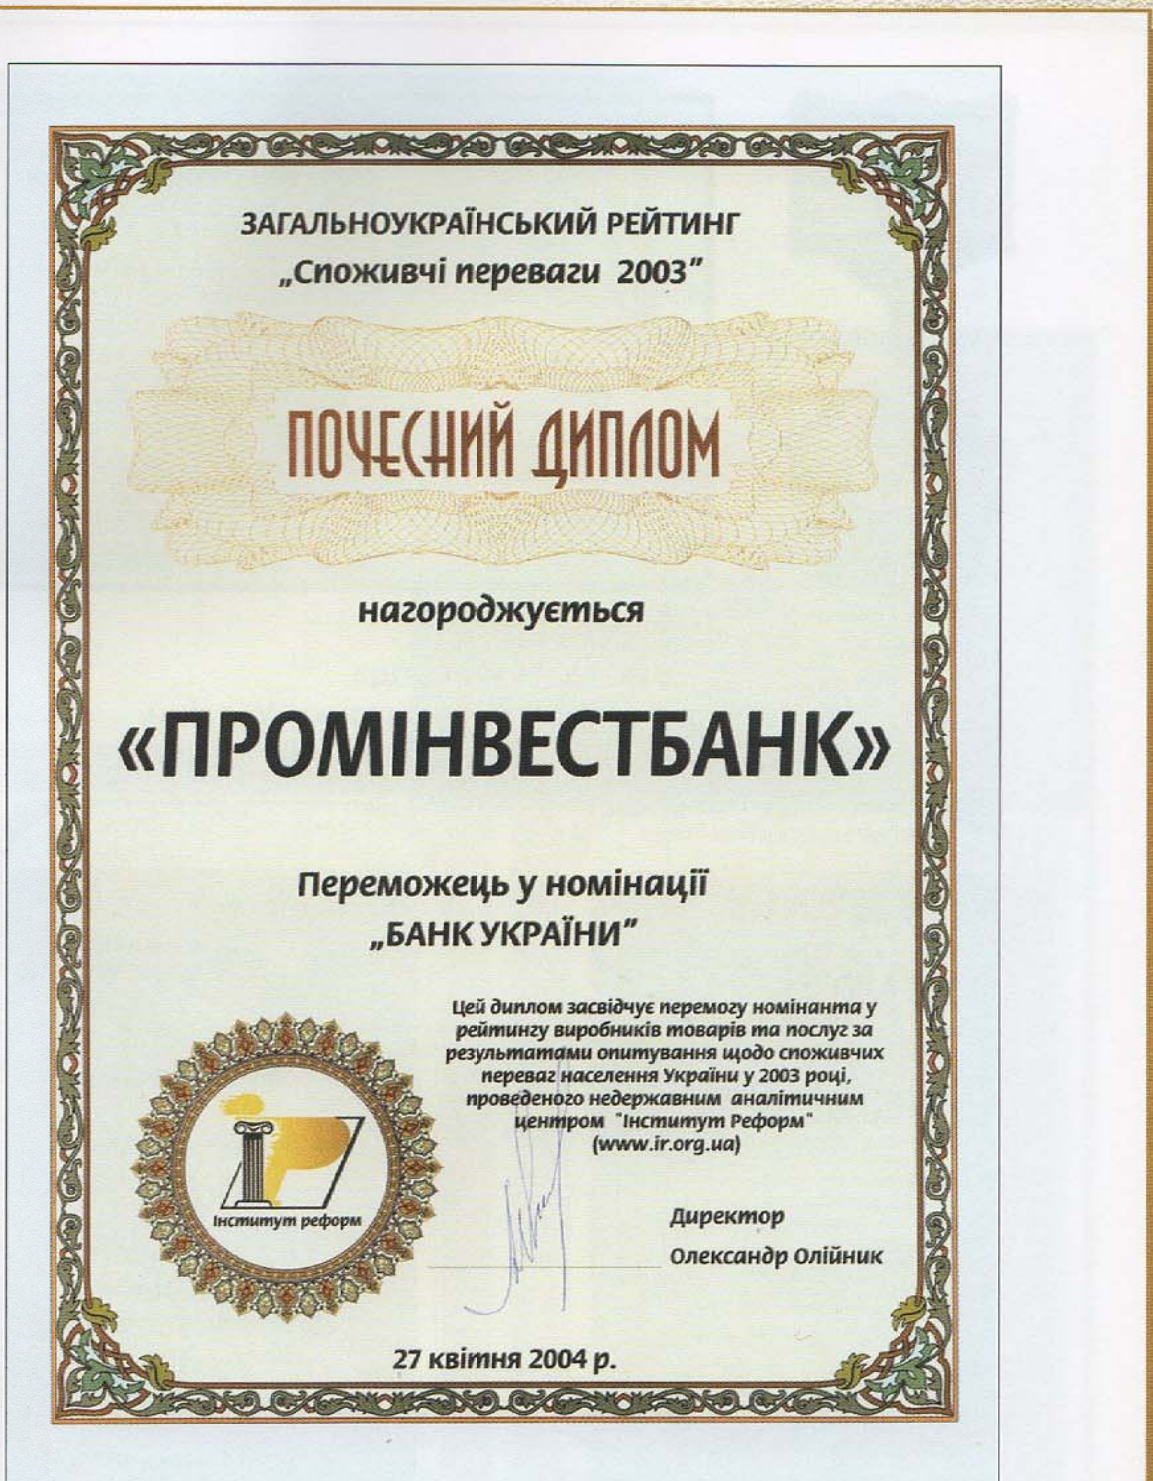 ЗАГАЛЬНОУКРАЇНСЬКИЙ РЕЙТИНГ
„Споживчі переваги 2003”
ПОЧЕСНИЙ ДИПЛОМ
нагороджується
«ПРОМІНВЕСТБАНК»
Переможець у номінації
„БАНК УКРАЇНИ”
Цей диплом засвідчує перемогу номінанта у
рейтингу виробників товарів та послуг за
результатами опитування щодо споживчих
переваг населення України у 2003 році,
проведеного недержавним аналітичним
центром "Інститут Реформ"
(www.ir.org.ua)
ІР
Інститут реформ
Директор
Олександр Олійник
27 квітня 2004 р.